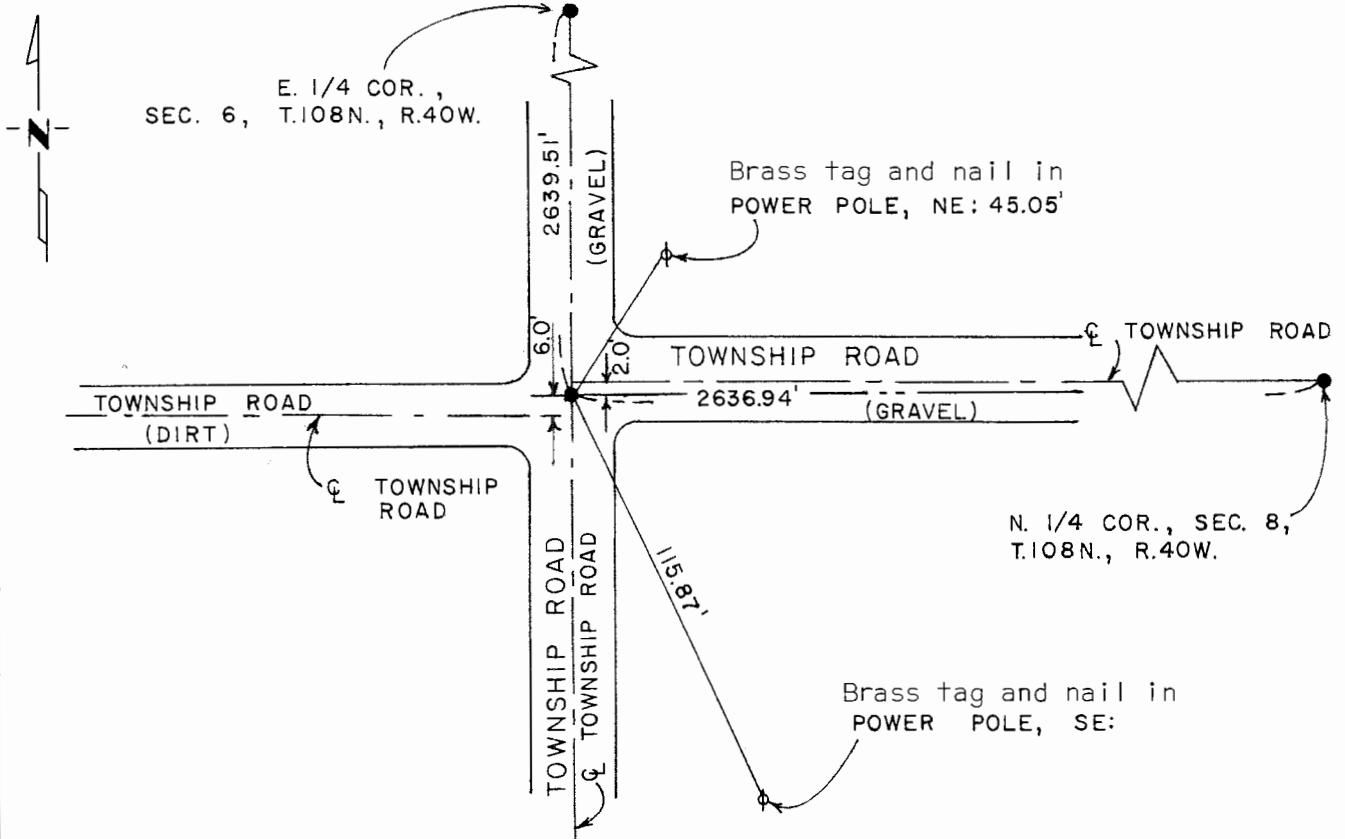 E. 1/4 COR.,
SEC. 6, T.108N., R.40W.
-N-
2639.51'
(GRAVEL)
Brass tag and nail in
POWER POLE, NE: 45.05'
6.0'
2.0'
TOWNSHIP ROAD
℄ TOWNSHIP ROAD
2636.94'
(GRAVEL)
TOWNSHIP ROAD
(DIRT)
℄ TOWNSHIP
ROAD
N. 1/4 COR., SEC. 8,
T.108N., R.40W.
115.87'
TOWNSHIP ROAD
℄ TOWNSHIP ROAD
Brass tag and nail in
POWER POLE, SE: